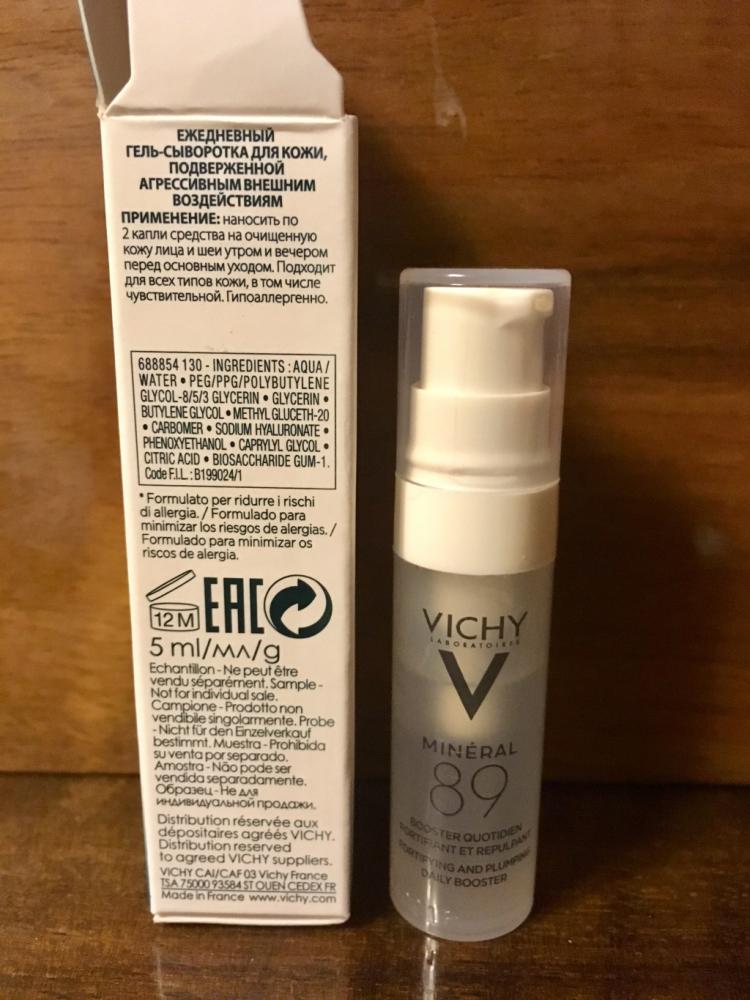 ЕЖЕДНЕВНЫЙ
ГЕЛЬ-СЫВОРОТКА ДЛЯ КОЖИ,
ПОДВЕРЖЕННОЙ
АГРЕССИВНЫМ ВНЕШНИМ
ВОЗДЕЙСТВИЯМ
ПРИМЕНЕНИЕ: наносить по
2 капли средства на очищенную
кожу лица и шеи утром и вечером
перед основным уходом. Подходит
для всех типов кожи, в том числе
чувствительной. Гипоаллергенно.
688854 130 - INGREDIENTS : AQUA /
WATER • PEG/PPG/POLYBUTYLENE
GLYCOL-8/5/3 GLYCERIN • GLYCERIN •
BUTYLENE GLYCOL • METHYL GLUCETH-20
• CARBOMER • SODIUM HYALURONATE •
PHENOXYETHANOL • CAPRYLYL GLYCOL •
CITRIC ACID • BIOSACCHARIDE GUM-1.
Code F.I.L. : B199024/1
* Formulato per ridurre i rischi
di allergia. / Formulado para
minimizar los riesgos de alergias. /
Formulado para minimizar os
riscos de alergia.
12 M EAC
5 ml/мл/g
Echantillon - Ne peut être
vendu séparément. Sample -
Not for individual sale.
Campione - Prodotto non
vendibile singolarmente. Probe
- Nicht für den Einzelverkauf
bestimmt. Muestra - Prohibida
su venta por separado.
Amostra - Não pode ser
vendida separadamente.
Образец - Не для
индивидуальной продажи.
Distribution réservée aux
dépositaires agréés VICHY.
Distribution reserved
to agreed VICHY suppliers.
VICHY CAI/CAF 03 Vichy France
TSA 75000 93584 ST OUEN CEDEX FR
Made in France www.vichy.com
VICHY
LABORATOIRES
V
MINÉRAL
89
BOOSTER QUOTIDIEN
FORTIFIANT ET REPULPANT
FORTIFYING AND PLUMPING
DAILY BOOSTER